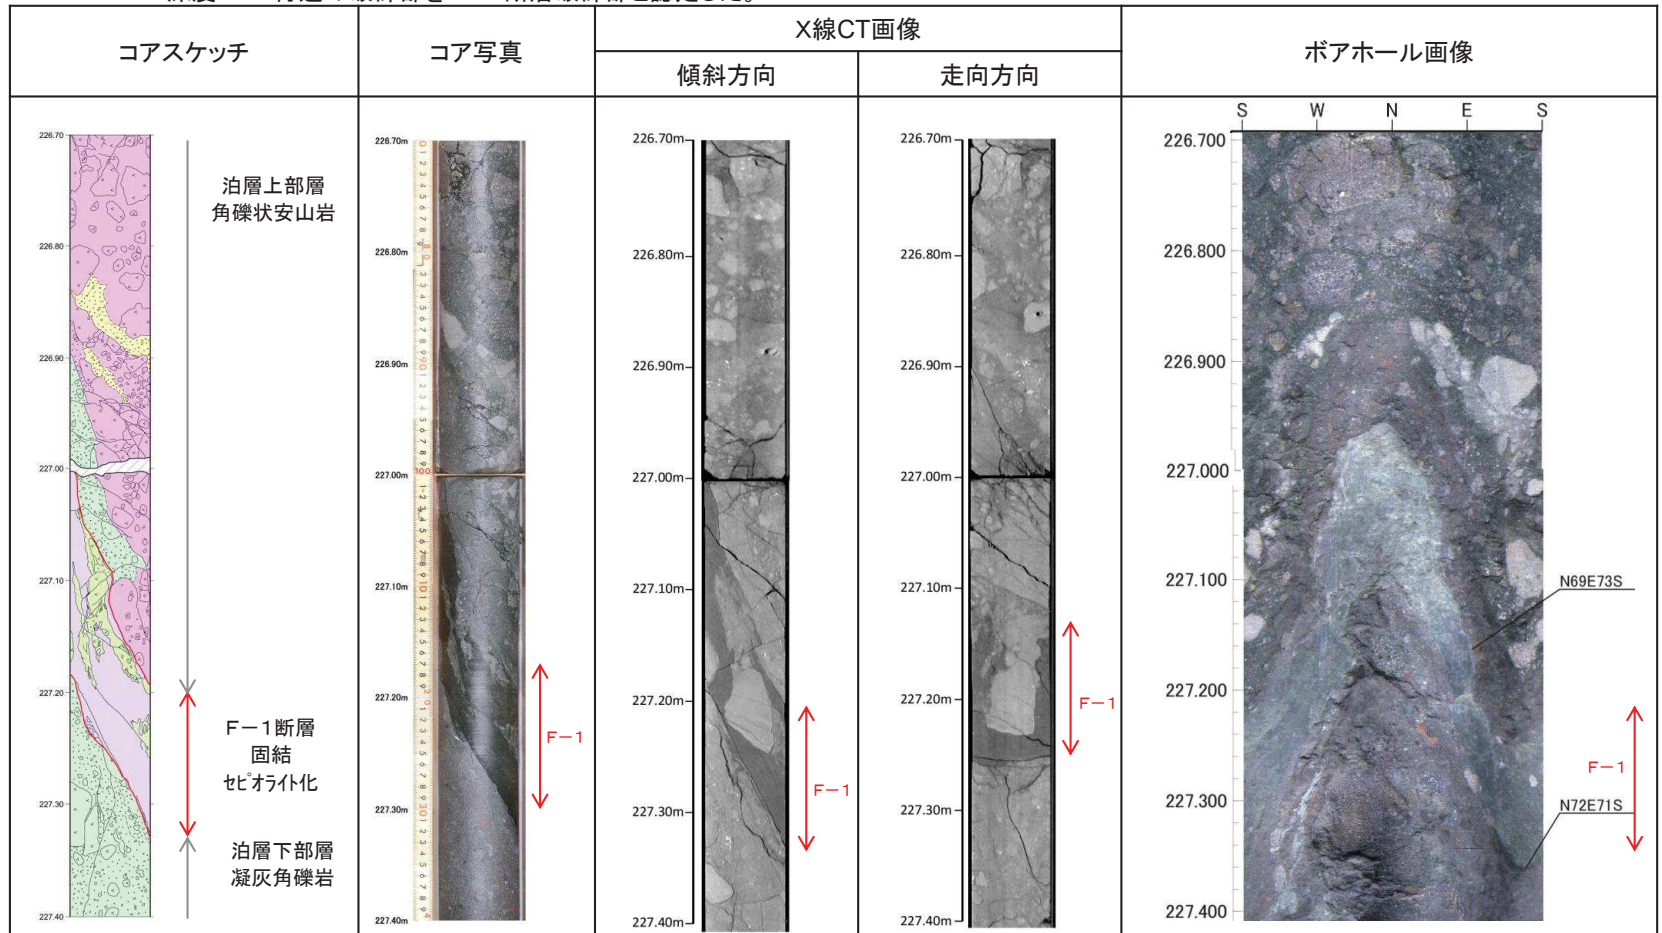 コアスケッチ
コア写真
X線CT画像
傾斜方向
走向方向
ボアホール画像
226.70
226.80
226.90
227.00
227.10
227.20
227.30
227.40
泊層上部層
角礫状安山岩
F-1断層
固結
セピオライト化
泊層下部層
凝灰角礫岩
226.70m
226.80m
226.90m
227.00m
227.10m
227.20m
227.30m
227.40m
F-1
226.70m
226.80m
226.90m
227.00m
227.10m
227.20m
227.30m
227.40m
F-1
226.70m
226.80m
226.90m
227.00m
227.10m
227.20m
227.30m
227.40m
F-1
S W N E S
226.700
226.800
226.900
227.000
227.100
227.200
227.300
227.400
N69E73S
F-1
N72E71S